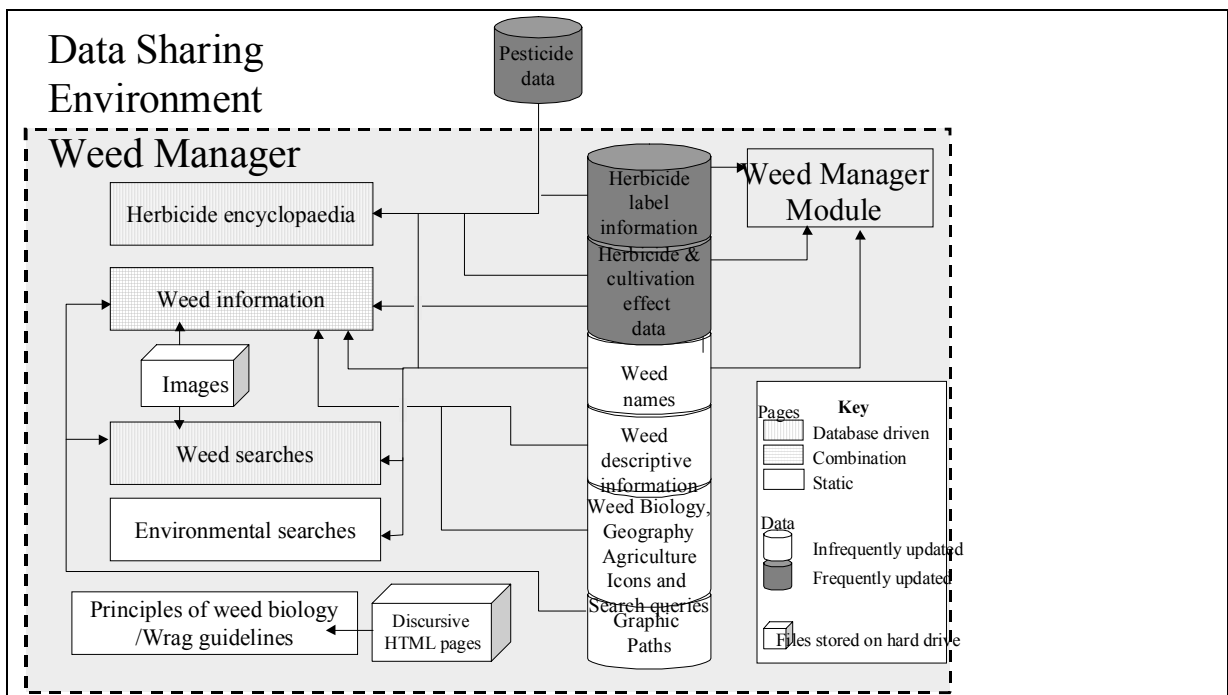 Data Sharing
Environment
Pesticide
data
Weed Manager
Herbicide encyclopaedia
Weed information
Images
Weed searches
Environmental searches
Principles of weed biology
/Wrag guidelines
Discursive
HTML pages
Herbicide
label
information
Herbicide &
cultivation
effect
data
Weed
names
Weed
descriptive
information
Weed Biology,
Geography
Agriculture
Icons and
Search queries
Graphic
Paths
Weed Manager
Module
Key
Pages
Database driven
Combination
Static
Data
Infrequently updated
Frequently updated
Files stored on hard drive